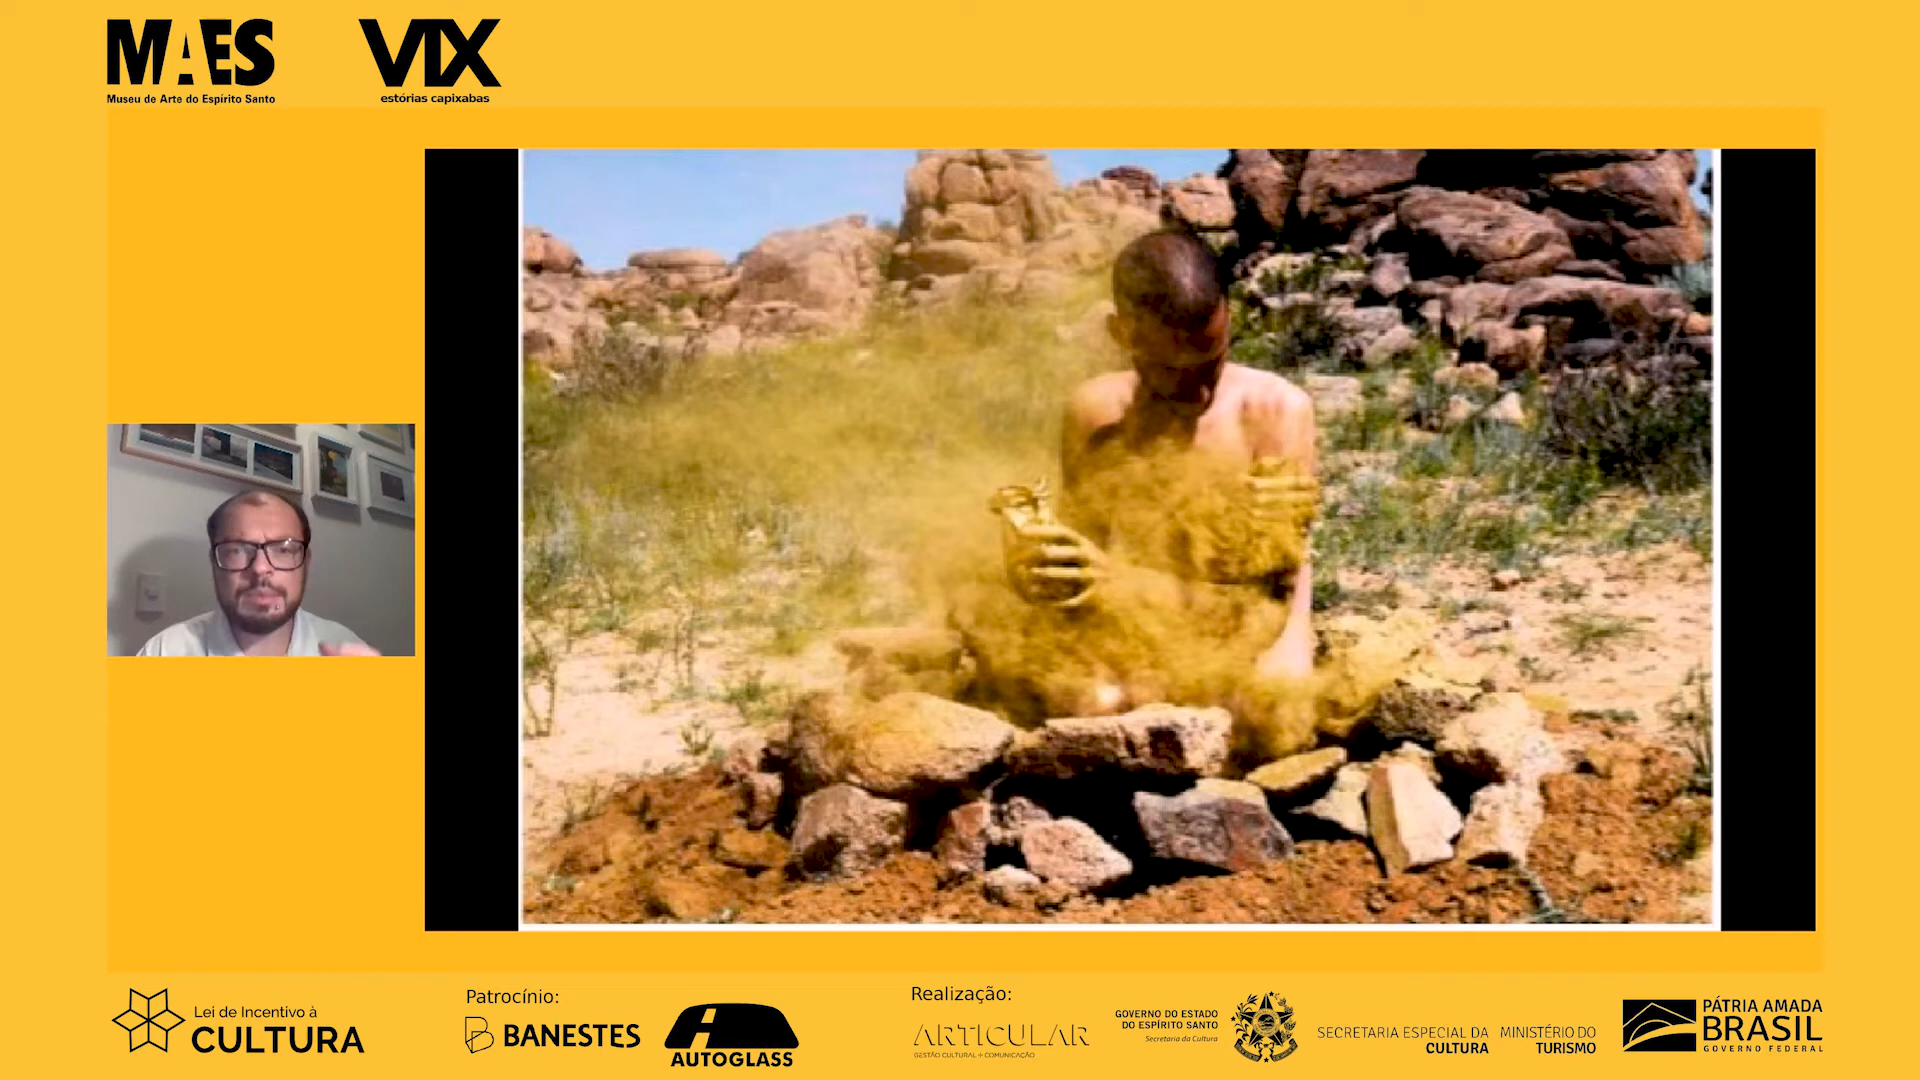 MAES
Museu de Arte do Espírito Santo
VIX
estórias capixabas
Lei de Incentivo à
CULTURA
Patrocínio:
BANESTES
AUTOGLASS
Realização:
ARTICULAR
GESTÃO CULTURAL + COMUNICAÇÃO
GOVERNO DO ESTADO
DO ESPÍRITO SANTO
Secretaria da Cultura
SECRETARIA ESPECIAL DA
CULTURA
MINISTÉRIO DO
TURISMO
PÁTRIA AMADA
BRASIL
GOVERNO FEDERAL